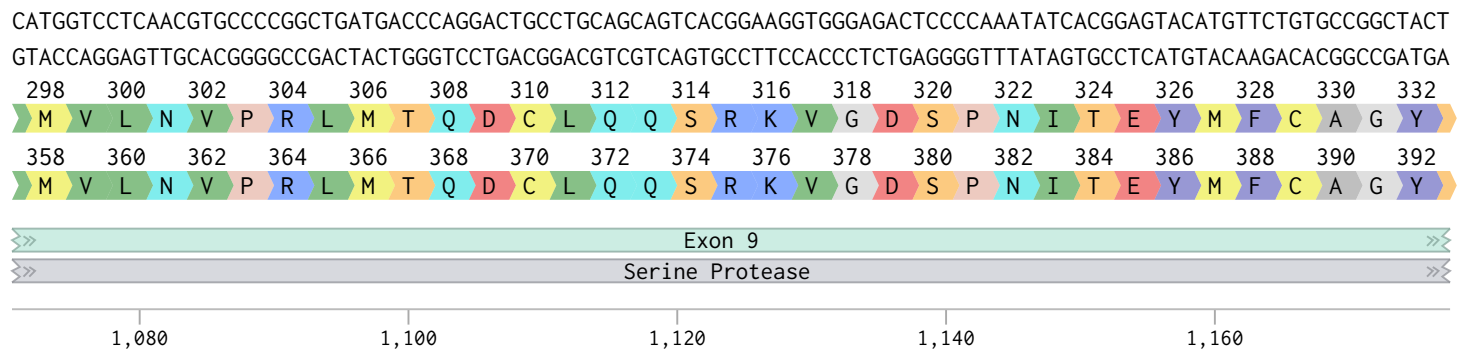 CATGGTCCTCAACGTGCCCCGGCTGATGACCCAGGACTGCCTGCAGCAGTCACGGAAGGTGGGAGACTCCCCAAATATCACGGAGTACATGTTCTGTGCCGGCTACT
GTACCAGGAGTTGCACGGGGCCGACTACTGGGTCCTGACGGACGTCGTCAGTGCCTTCCACCCTCTGAGGGGTTTATAGTGCCTCATGTACAAGACACGGCCGATGA
298 300 302 304 306 308 310 312 314 316 318 320 322 324 326 328 330 332
M V L N V P R L M T Q D C L Q Q S R K V G D S P N I T E Y M F C A G Y
358 360 362 364 366 368 370 372 374 376 378 380 382 384 386 388 390 392
M V L N V P R L M T Q D C L Q Q S R K V G D S P N I T E Y M F C A G Y
Exon 9
Serine Protease
1,080 1,100 1,120 1,140 1,160